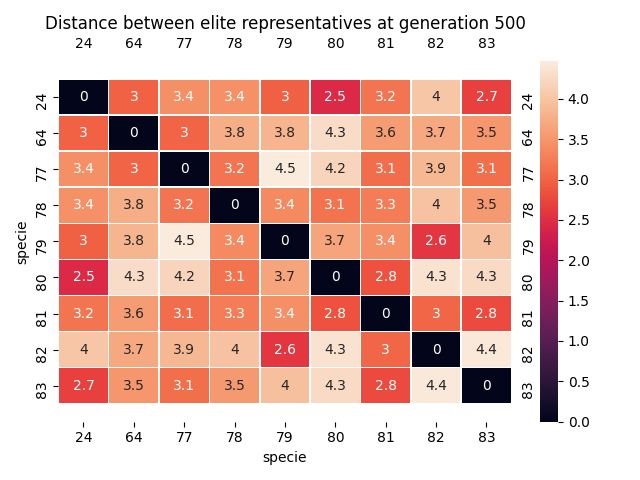 Distance between elite representatives at generation 500
24 64 77 78 79 80 81 82 83
24 0 3 3.4 3.4 3 2.5 3.2 4 2.7 24
64 3 0 3 3.8 3.8 4.3 3.6 3.7 3.5 64
77 3.4 3 0 3.2 4.5 4.2 3.1 3.9 3.1 77
78 3.4 3.8 3.2 0 3.4 3.1 3.3 4 3.5 78
79 3 3.8 4.5 3.4 0 3.7 3.4 2.6 4 79
80 2.5 4.3 4.2 3.1 3.7 0 2.8 4.3 4.3 80
81 3.2 3.6 3.1 3.3 3.4 2.8 0 3 2.8 81
82 4 3.7 3.9 4 2.6 4.3 3 0 4.4 82
83 2.7 3.5 3.1 3.5 4 4.3 2.8 4.4 0 83
24 64 77 78 79 80 81 82 83
specie
specie
4.0
3.5
3.0
2.5
2.0
1.5
1.0
0.5
0.0